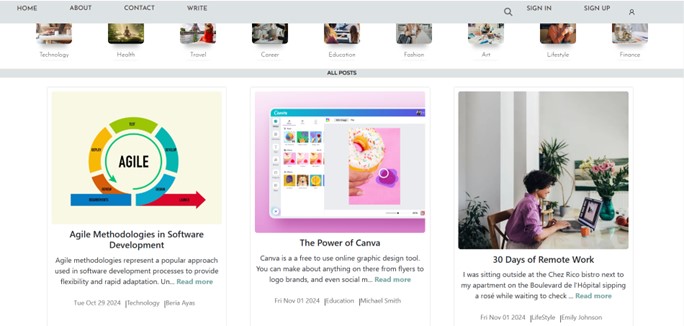 HOME ABOUT CONTACT WRITE SIGN IN SIGN UP
Technology Health Travel Career Education Fashion Art Lifestyle Finance
ALL POSTS
AGILE
Canva
Agile Methodologies in Software
Development
Agile methodologies represent a popular approach
used in software development processes to provide
flexibility and rapid adaptation. Un... Read more
Tue Oct 29 2024 |Technology |Beria Ayas
The Power of Canva
Canva is a a free to use online graphic design tool.
You can make about anything on there from flyers to
logo brands, and even social m... Read more
Fri Nov 01 2024 |Education |Michael Smith
30 Days of Remote Work
I was sitting outside at the Chez Rico bistro next to
my apartment on the Boulevard de l'Hôpital sipping
a rosé while waiting to check ... Read more
Fri Nov 01 2024 |LifeStyle |Emily Johnson